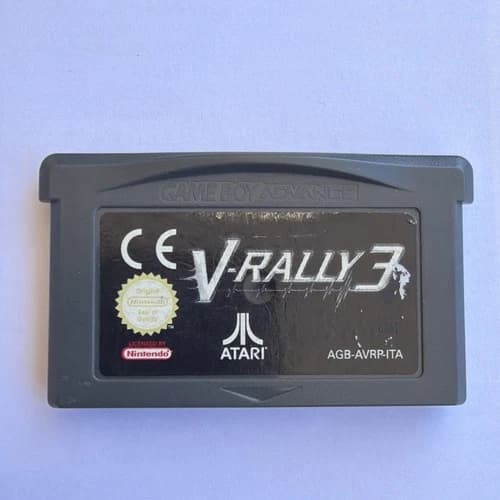 GAME BOY ADVANCE
CE
V-RALLY 3
Original
Nintendo
Seal of
Quality
LICENSED BY
Nintendo
ATARI
AGB-AVRP-ITA